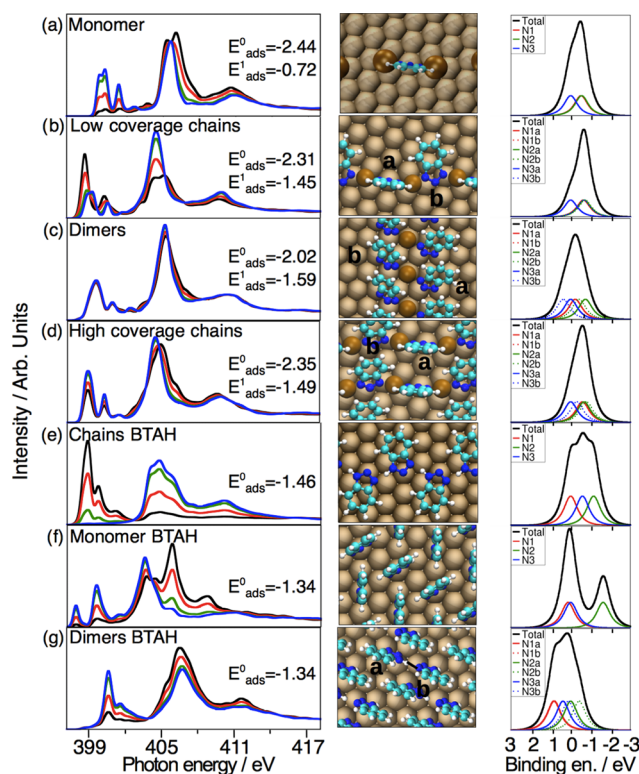 (a) Monomer
E⁰ads=-2.44
E¹ads=-0.72
Total
N1
N2
N3
(b) Low coverage chains
E⁰ads=-2.31
E¹ads=-1.45
a
b
Total
N1a
N1b
N2a
N2b
N3a
N3b
(c) Dimers
E⁰ads=-2.02
E¹ads=-1.59
b
a
Total
N1a
N1b
N2a
N2b
N3a
N3b
(d) High coverage chains
E⁰ads=-2.35
E¹ads=-1.49
b
a
Total
N1a
N1b
N2a
N2b
N3a
N3b
(e) Chains BTAH
E⁰ads=-1.46
Total
N1
N2
N3
(f) Monomer BTAH
E⁰ads=-1.34
Total
N1
N2
N3
(g) Dimers BTAH
E⁰ads=-1.34
a
b
Total
N1a
N1b
N2a
N2b
N3a
N3b
Intensity / Arb. Units
399 405 411 417
Photon energy / eV
3 2 1 0 -1 -2 -3
Binding en. / eV